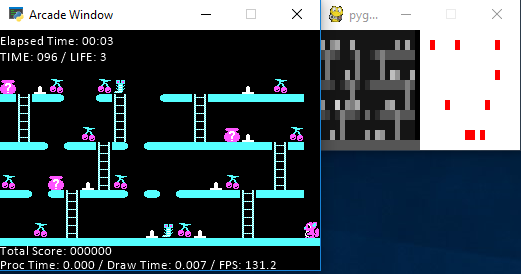 Arcade Window
pyg...
Elapsed Time: 00:03
TIME: 096 / LIFE: 3
?
?
?
Total Score: 000000
Proc Time: 0.000 / Draw Time: 0.007 / FPS: 131.2